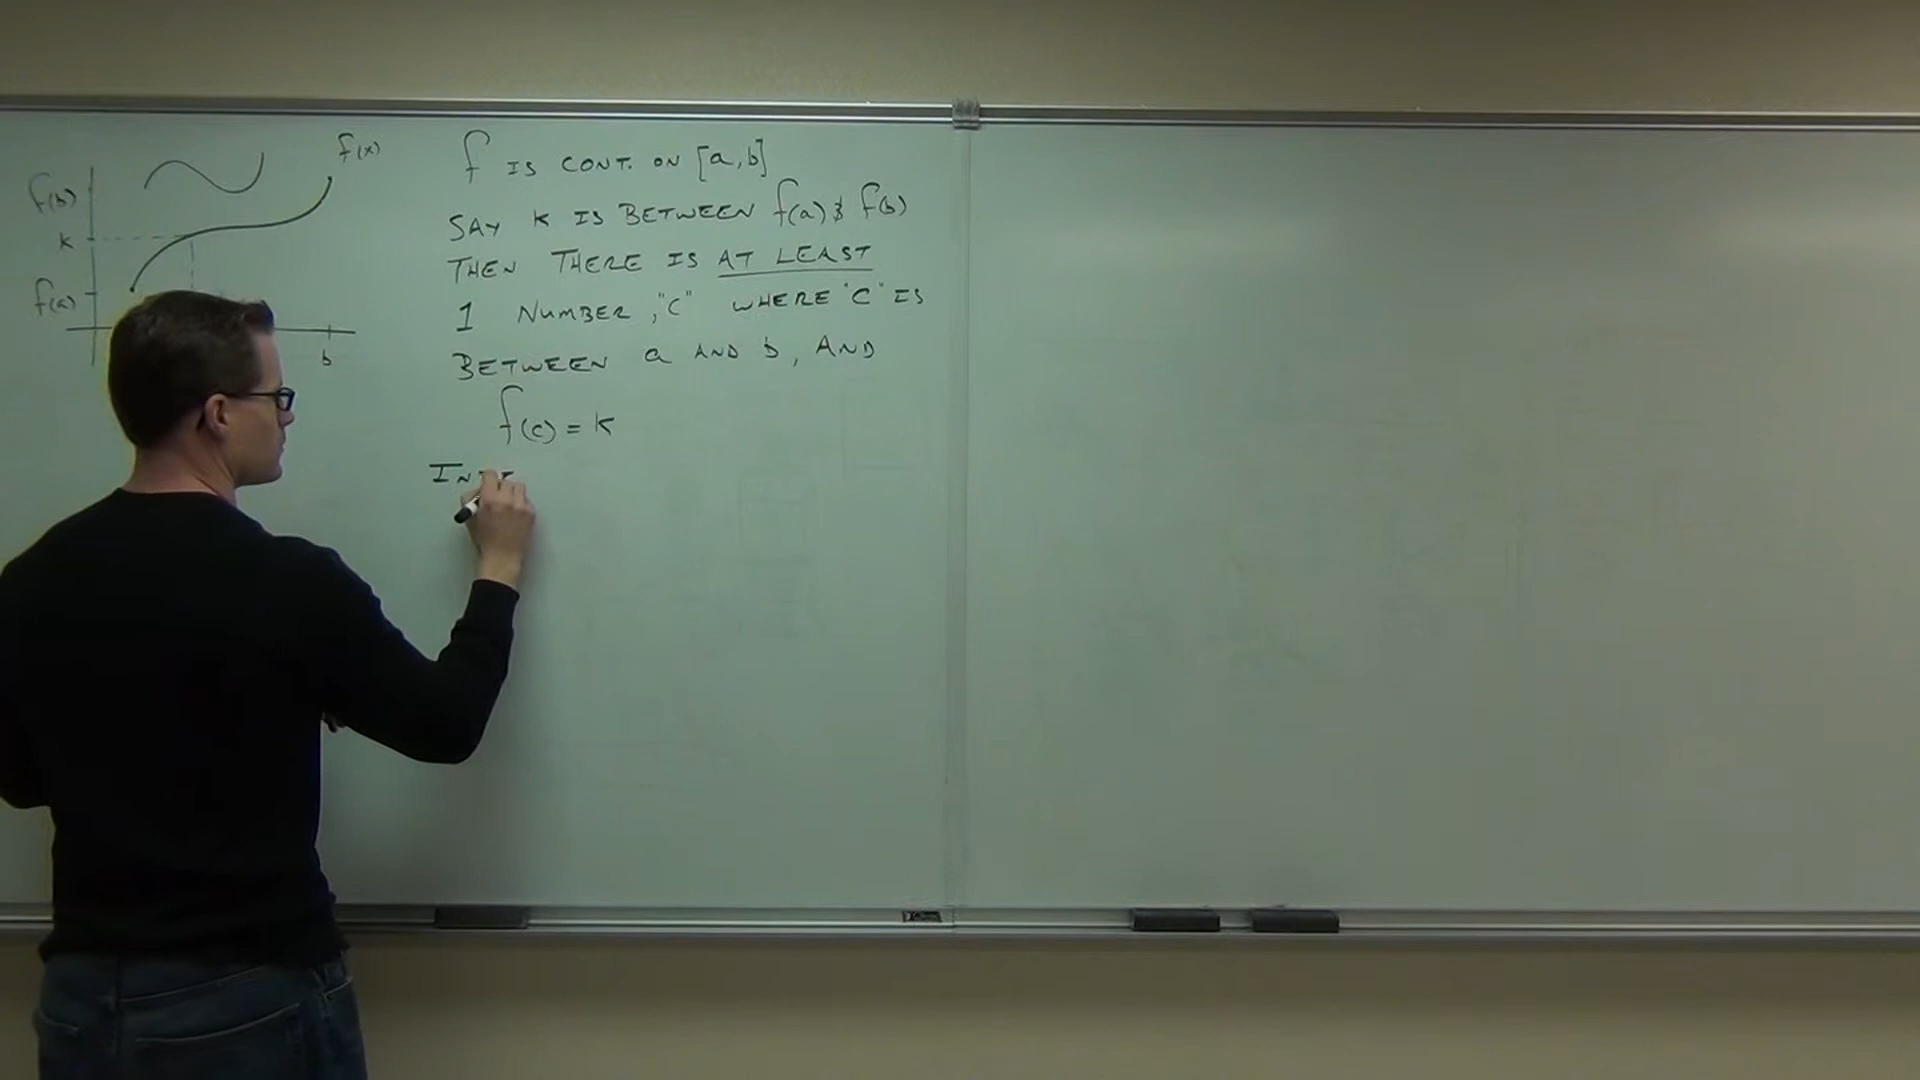 f(x)
f(b)
k
f(a)
b
f IS CONT. ON [a,b]
SAY K IS BETWEEN f(a) & f(b)
THEN THERE IS AT LEAST
1 NUMBER, "C" WHERE "C" IS
BETWEEN a AND b, AND
f(c) = K